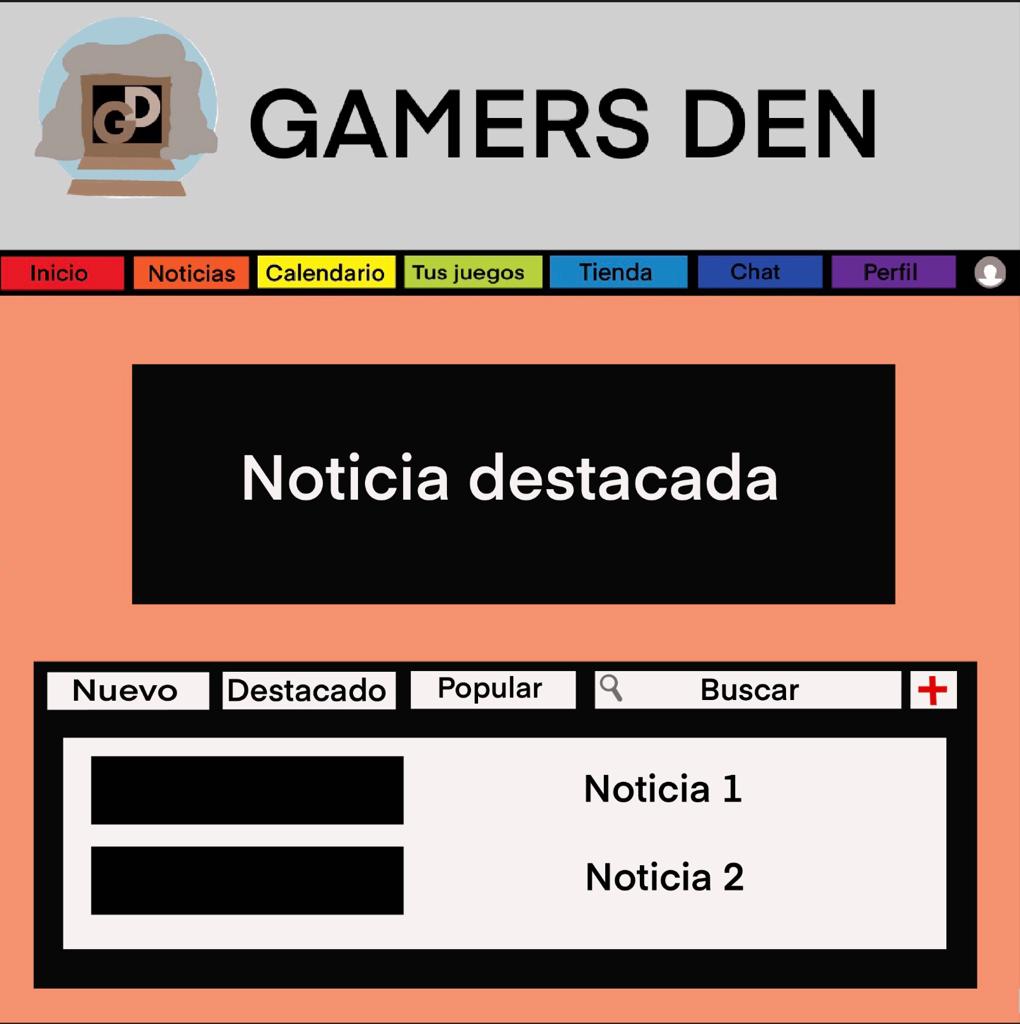 GD
GAMERS DEN
Inicio
Noticias
Calendario
Tus juegos
Tienda
Chat
Perfil
Noticia destacada
Nuevo
Destacado
Popular
Buscar
Noticia 1
Noticia 2